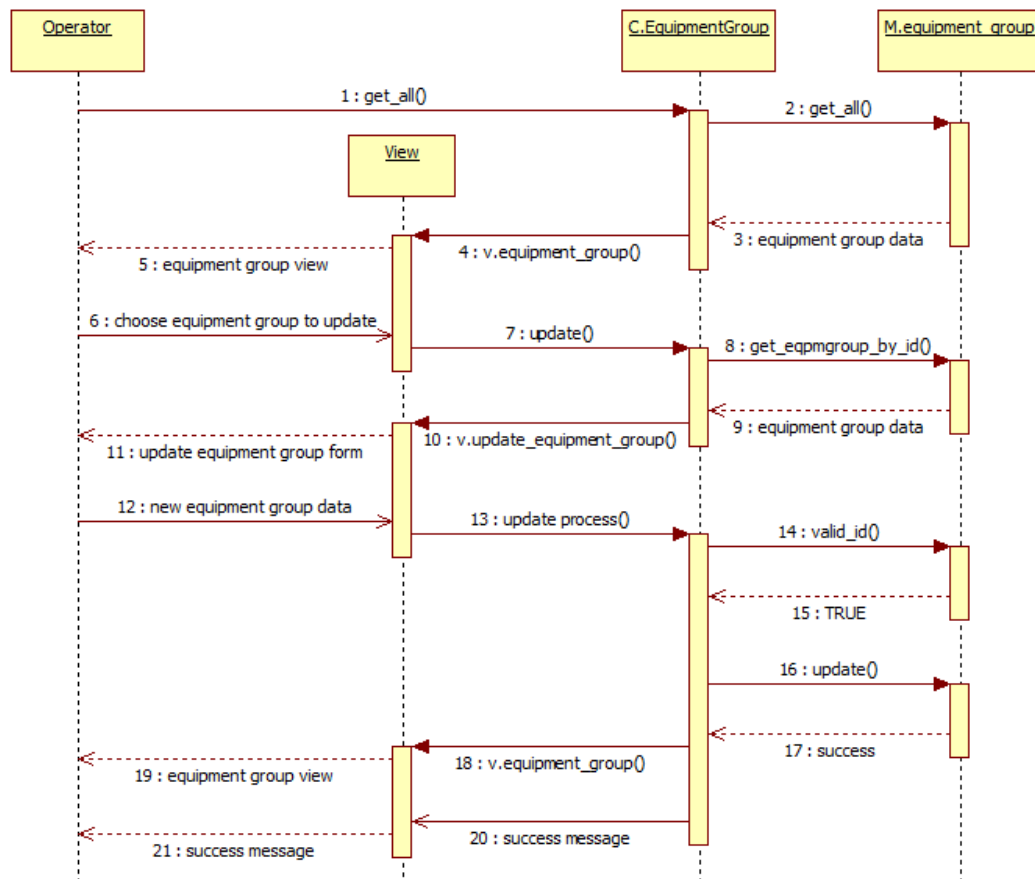 Operator
C.EquipmentGroup
M.equipment_group
1 : get_all()
2 : get_all()
View
3 : equipment group data
4 : v.equipment_group()
5 : equipment group view
6 : choose equipment group to update
7 : update()
8 : get_eqpmgroup_by_id()
9 : equipment group data
10 : v.update_equipment_group()
11 : update equipment group form
12 : new equipment group data
13 : update process()
14 : valid_id()
15 : TRUE
16 : update()
17 : success
18 : v.equipment_group()
19 : equipment group view
20 : success message
21 : success message